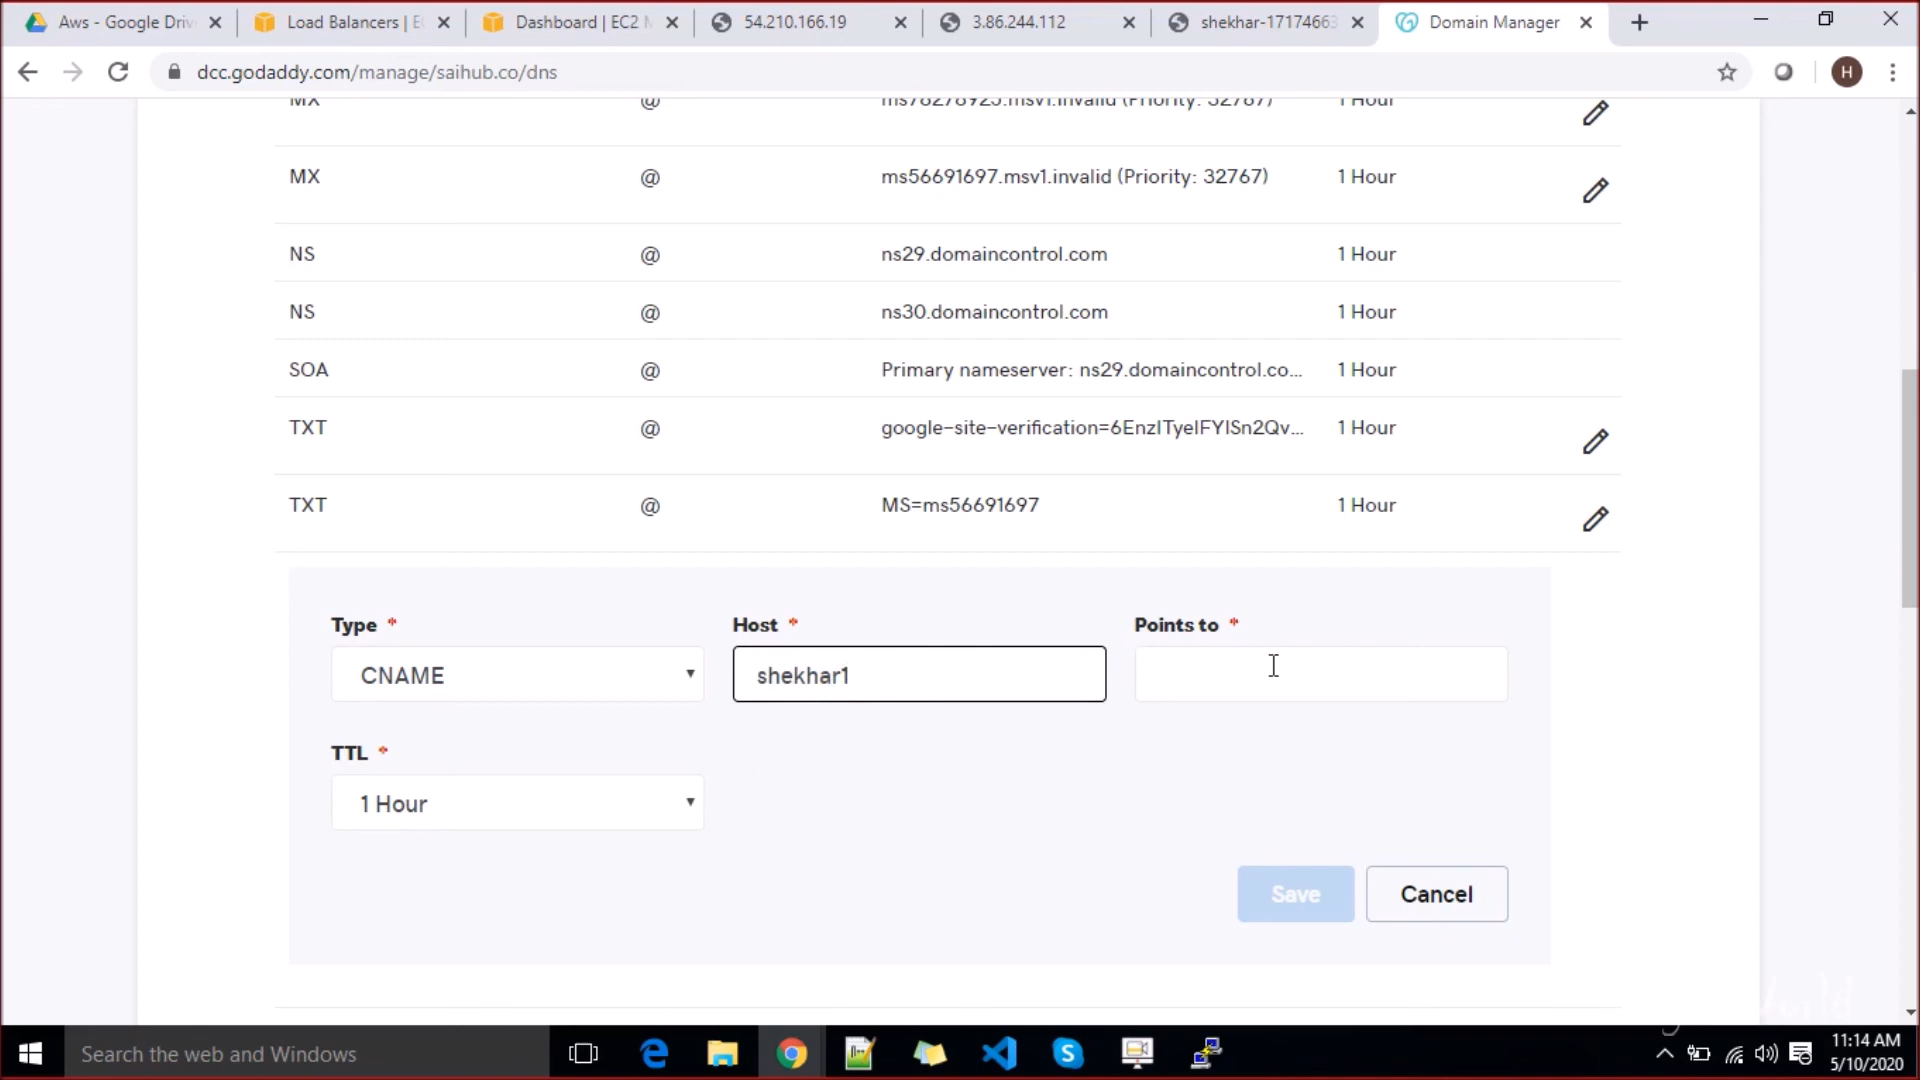 Aws - Google Driv
Load Balancers | E
Dashboard | EC2 M
54.210.166.19
3.86.244.112
shekhar-17174663
Domain Manager
dcc.godaddy.com/manage/saihub.co/dns
H
MX @ ms78278925.msv1.invalid (Priority: 32767) 1 Hour
MX @ ms56691697.msv1.invalid (Priority: 32767) 1 Hour
NS @ ns29.domaincontrol.com 1 Hour
NS @ ns30.domaincontrol.com 1 Hour
SOA @ Primary nameserver: ns29.domaincontrol.co... 1 Hour
TXT @ google-site-verification=6EnzITyeIFYISn2Qv... 1 Hour
TXT @ MS=ms56691697 1 Hour
Type * Host * Points to *
CNAME shekhar1
TTL *
1 Hour
Save Cancel
Search the web and Windows
11:14 AM
5/10/2020